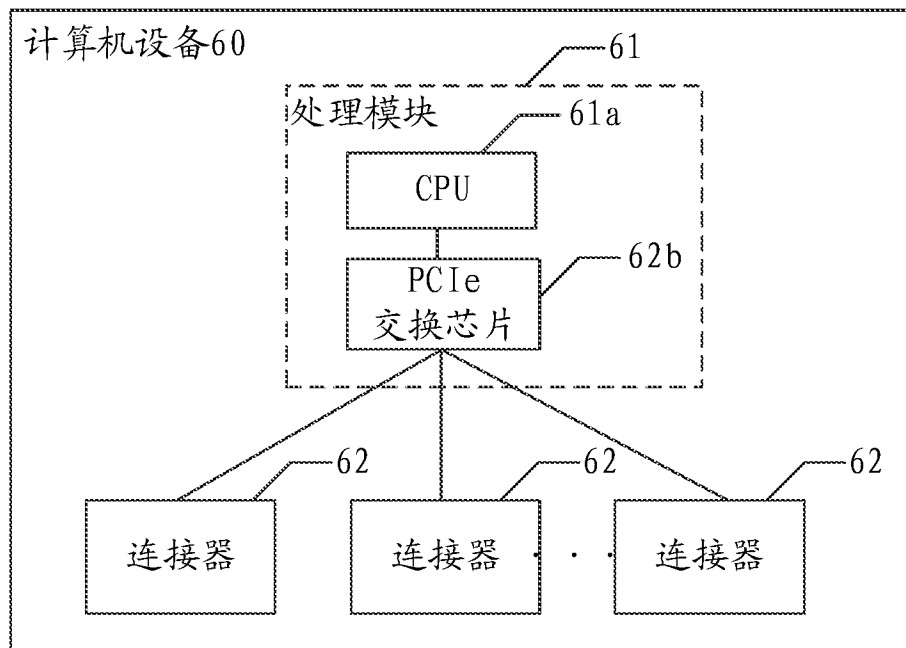 计算机设备60
61
处理模块
61a
CPU
62b
PCIe
交换芯片
62
62
62
连接器
连接器
· · ·
连接器